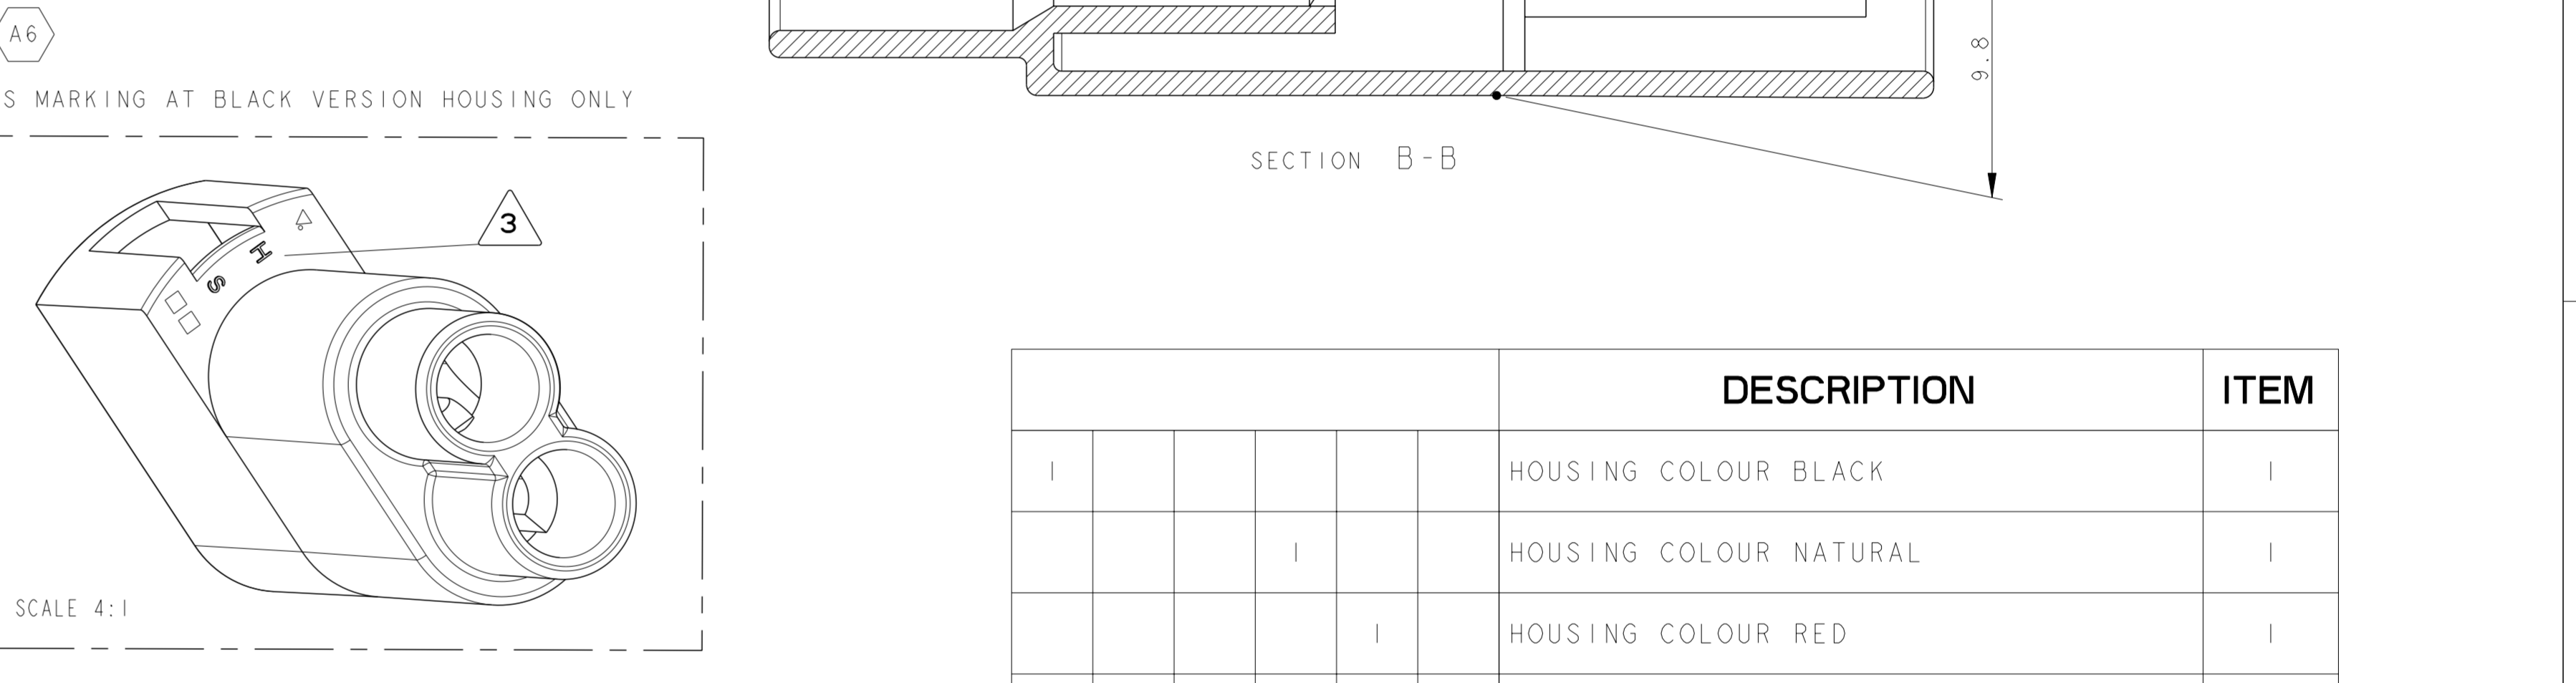 A6
S MARKING AT BLACK VERSION HOUSING ONLY
9.8
SECTION B-B
3
H
S
SCALE 4:1
DESCRIPTION ITEM
1 HOUSING COLOUR BLACK 1
1 HOUSING COLOUR NATURAL 1
1 HOUSING COLOUR RED 1